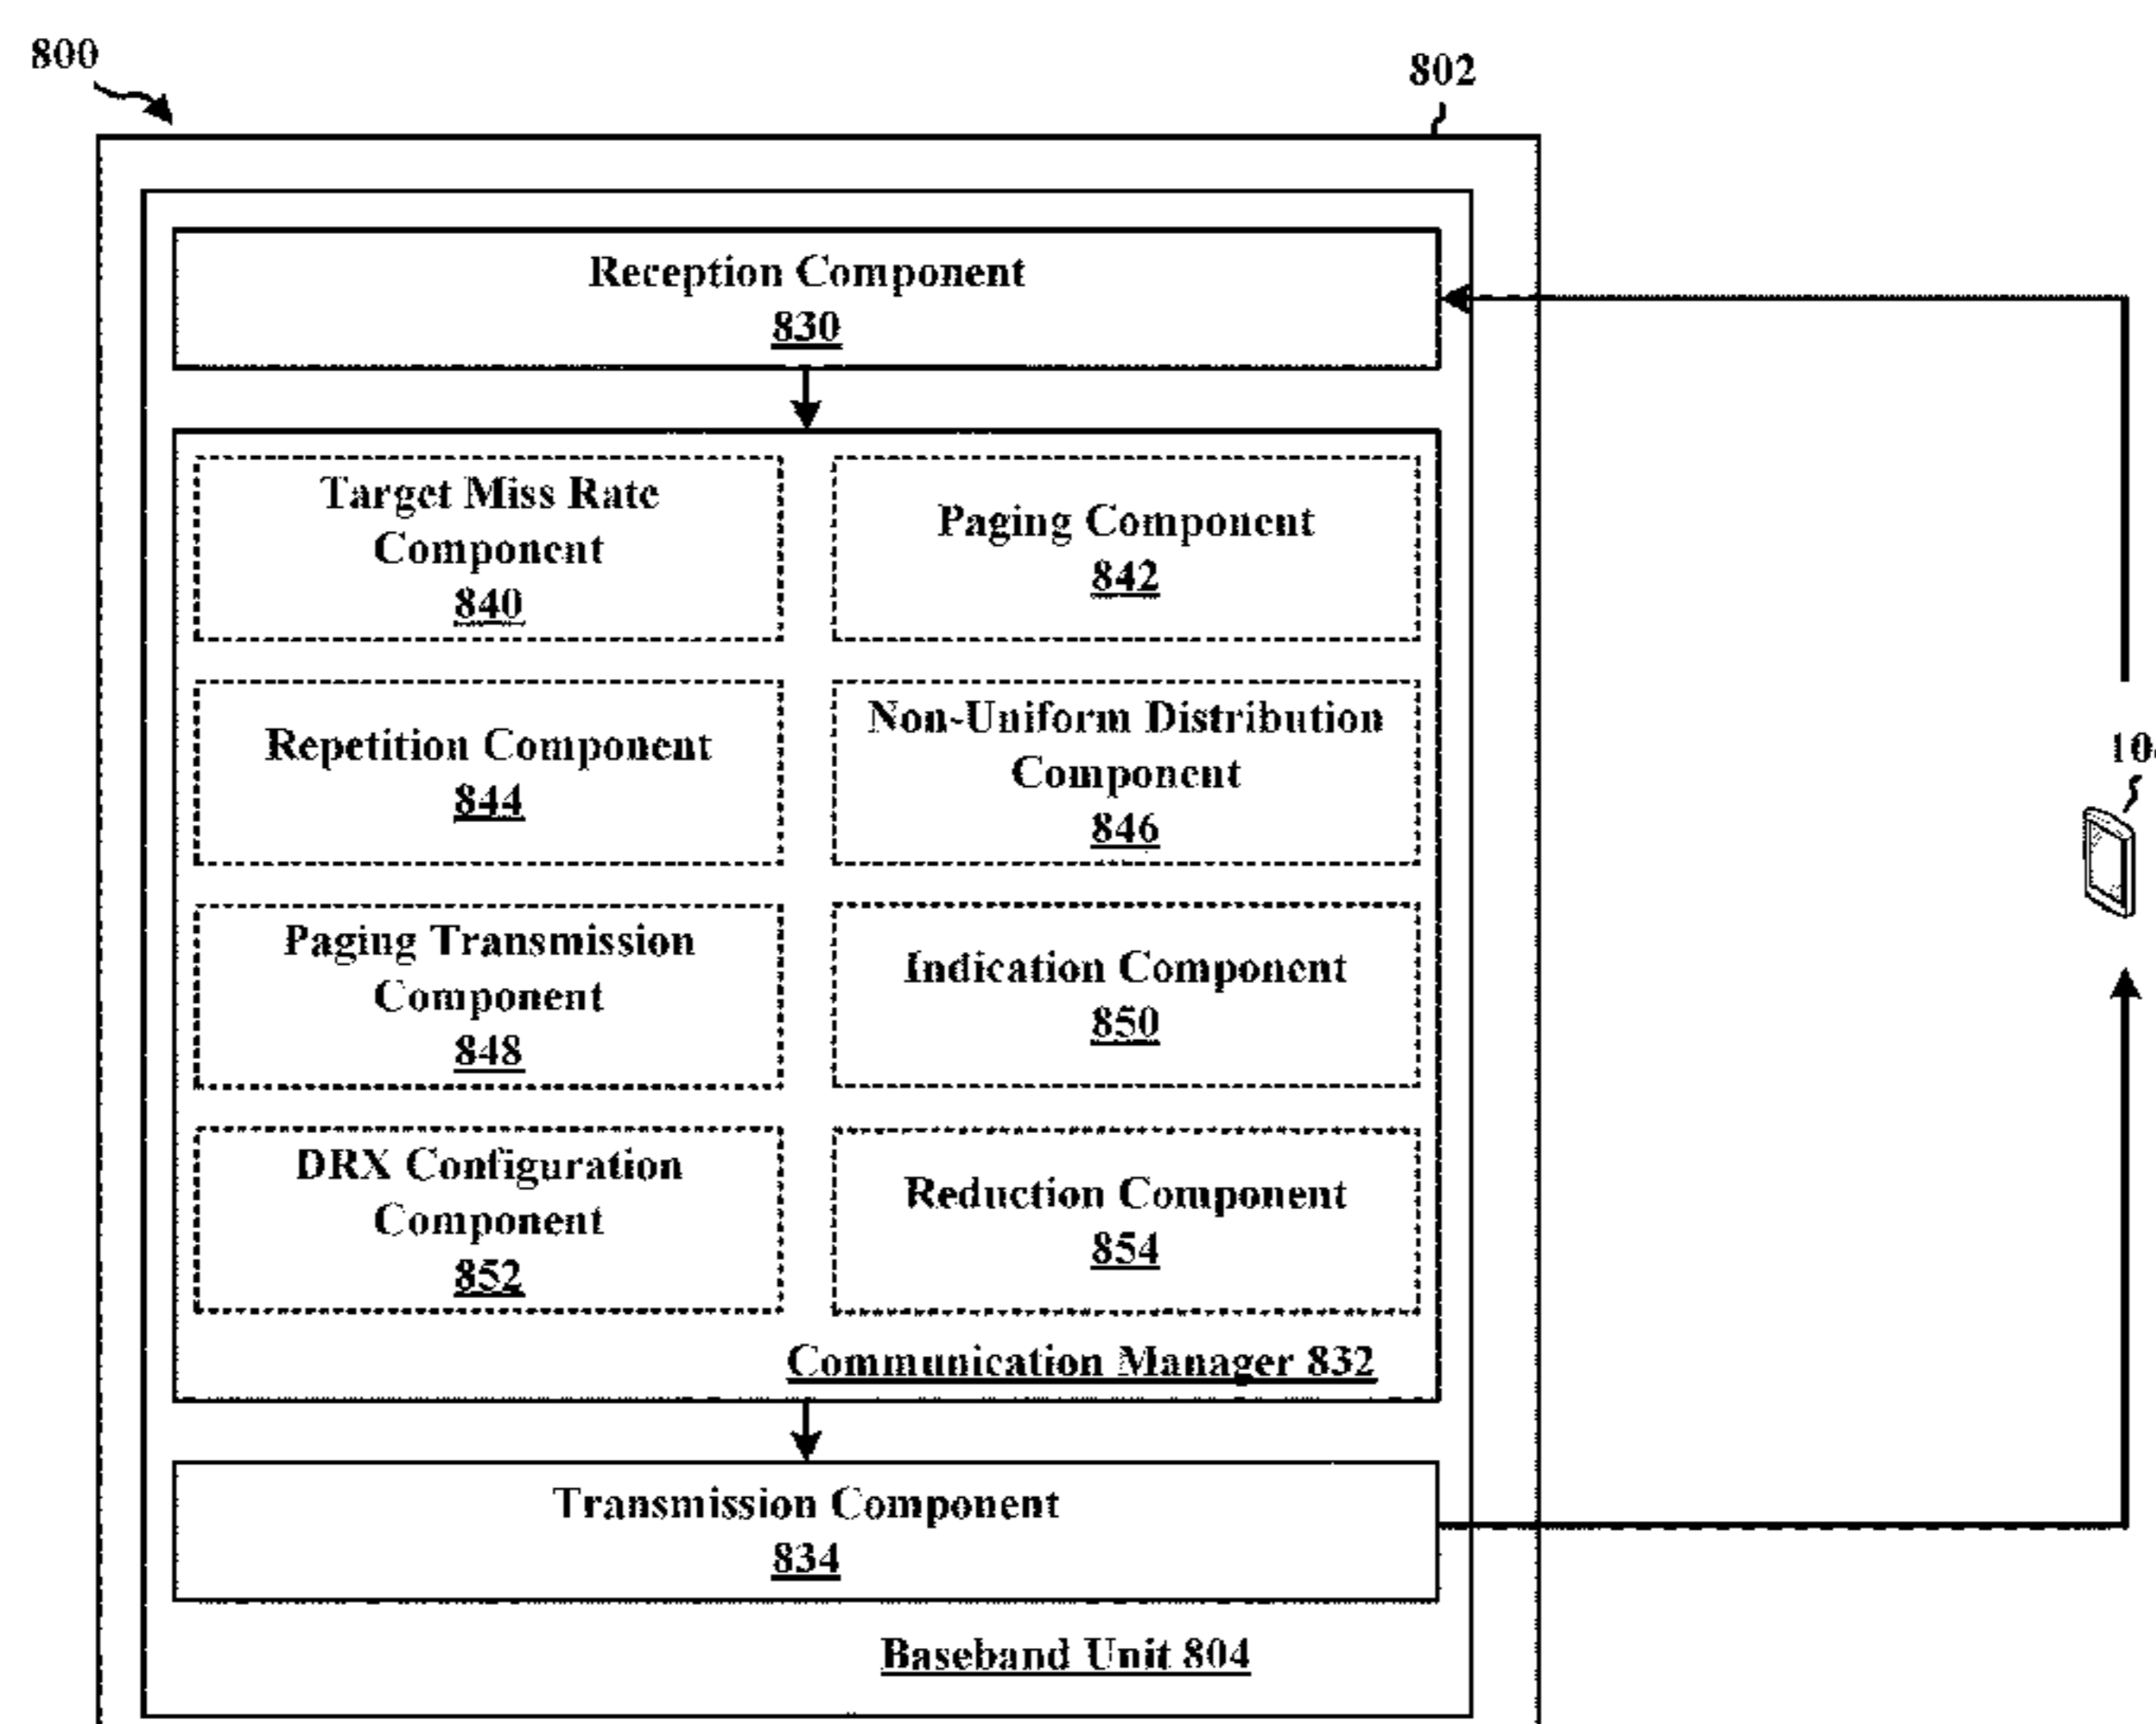 800
802
Reception Component
830
Target Miss Rate
Component
840
Paging Component
842
Repetition Component
844
Non-Uniform Distribution
Component
846
Paging Transmission
Component
848
Indication Component
850
DRX Configuration
Component
852
Reduction Component
854
Communication Manager 832
Transmission Component
834
Baseband Unit 804